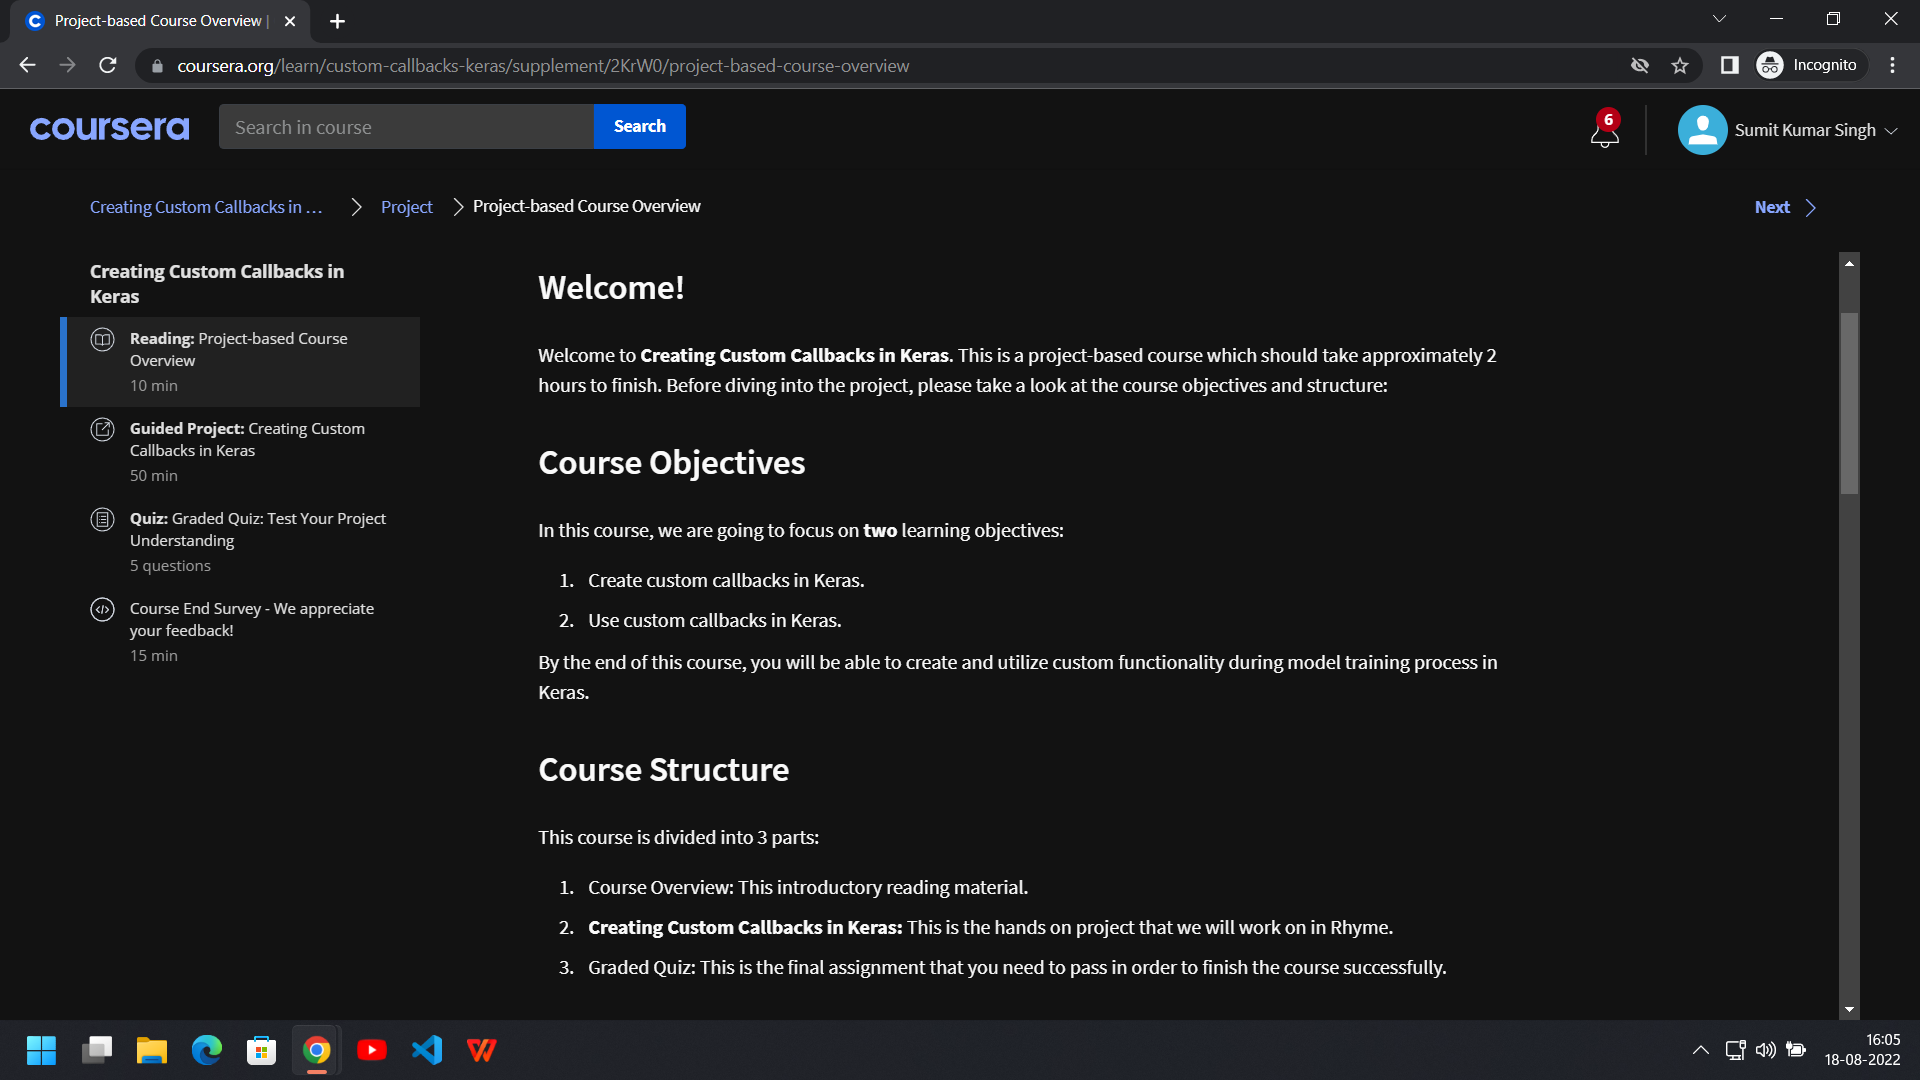 Project-based Course Overview |
coursera.org/learn/custom-callbacks-keras/supplement/2KrW0/project-based-course-overview
Incognito
coursera
Search in course
Search
6
Sumit Kumar Singh
Creating Custom Callbacks in …
Project
Project-based Course Overview
Next
Creating Custom Callbacks in
Keras
Reading: Project-based Course
Overview
10 min
Guided Project: Creating Custom
Callbacks in Keras
50 min
Quiz: Graded Quiz: Test Your Project
Understanding
5 questions
Course End Survey - We appreciate
your feedback!
15 min
Welcome!
Welcome to Creating Custom Callbacks in Keras. This is a project-based course which should take approximately 2
hours to finish. Before diving into the project, please take a look at the course objectives and structure:
Course Objectives
In this course, we are going to focus on two learning objectives:
1. Create custom callbacks in Keras.
2. Use custom callbacks in Keras.
By the end of this course, you will be able to create and utilize custom functionality during model training process in
Keras.
Course Structure
This course is divided into 3 parts:
1. Course Overview: This introductory reading material.
2. Creating Custom Callbacks in Keras: This is the hands on project that we will work on in Rhyme.
3. Graded Quiz: This is the final assignment that you need to pass in order to finish the course successfully.
16:05
18-08-2022